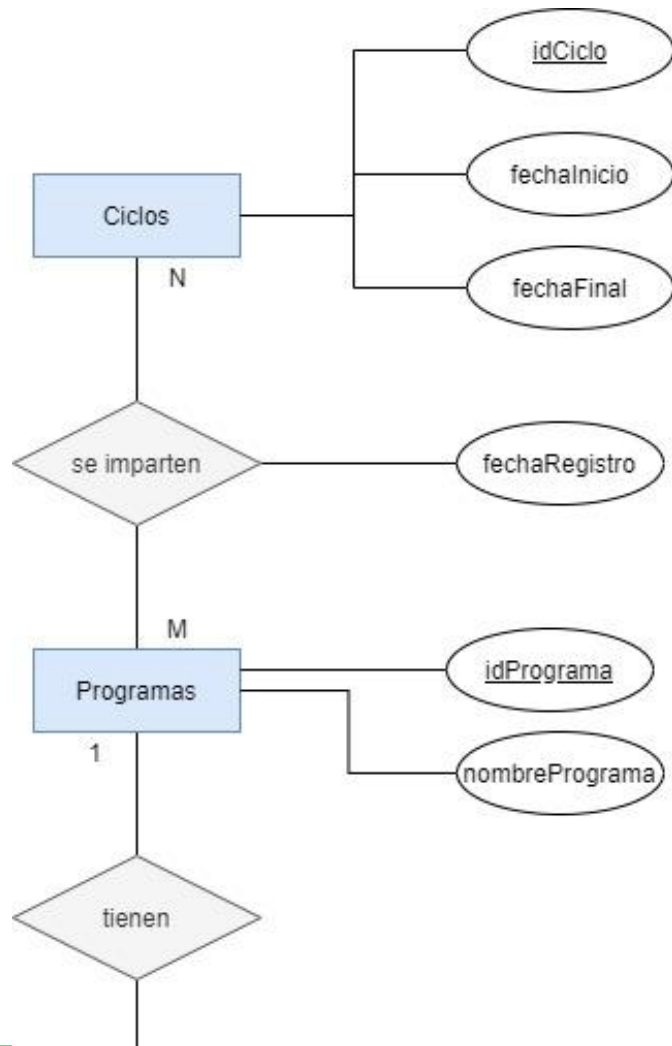 idCiclo
fechaInicio
Ciclos
fechaFinal
N
se imparten
fechaRegistro
M
idPrograma
Programas
1
nombrePrograma
tienen